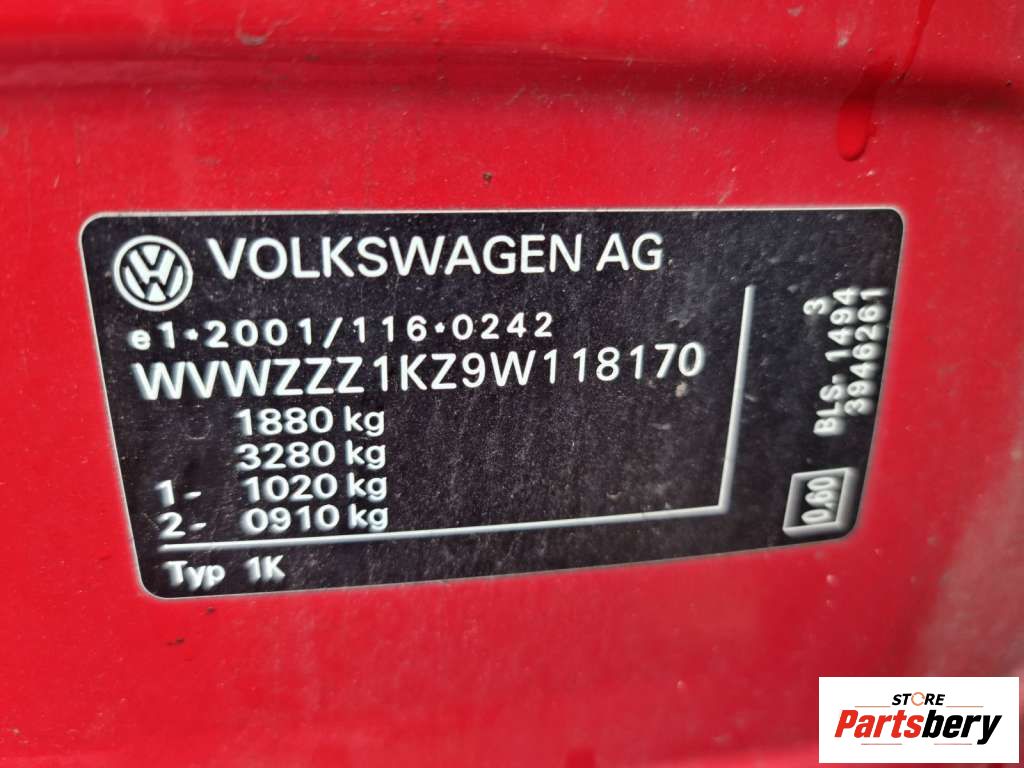 VOLKSWAGEN AG
e1*2001/116*0242
WVWZZZ1KZ9W118170
1880 kg
3280 kg
1- 1020 kg
2- 0910 kg
Typ 1K
3
BLS-1494
3946261
0.60
STORE
Partsbery